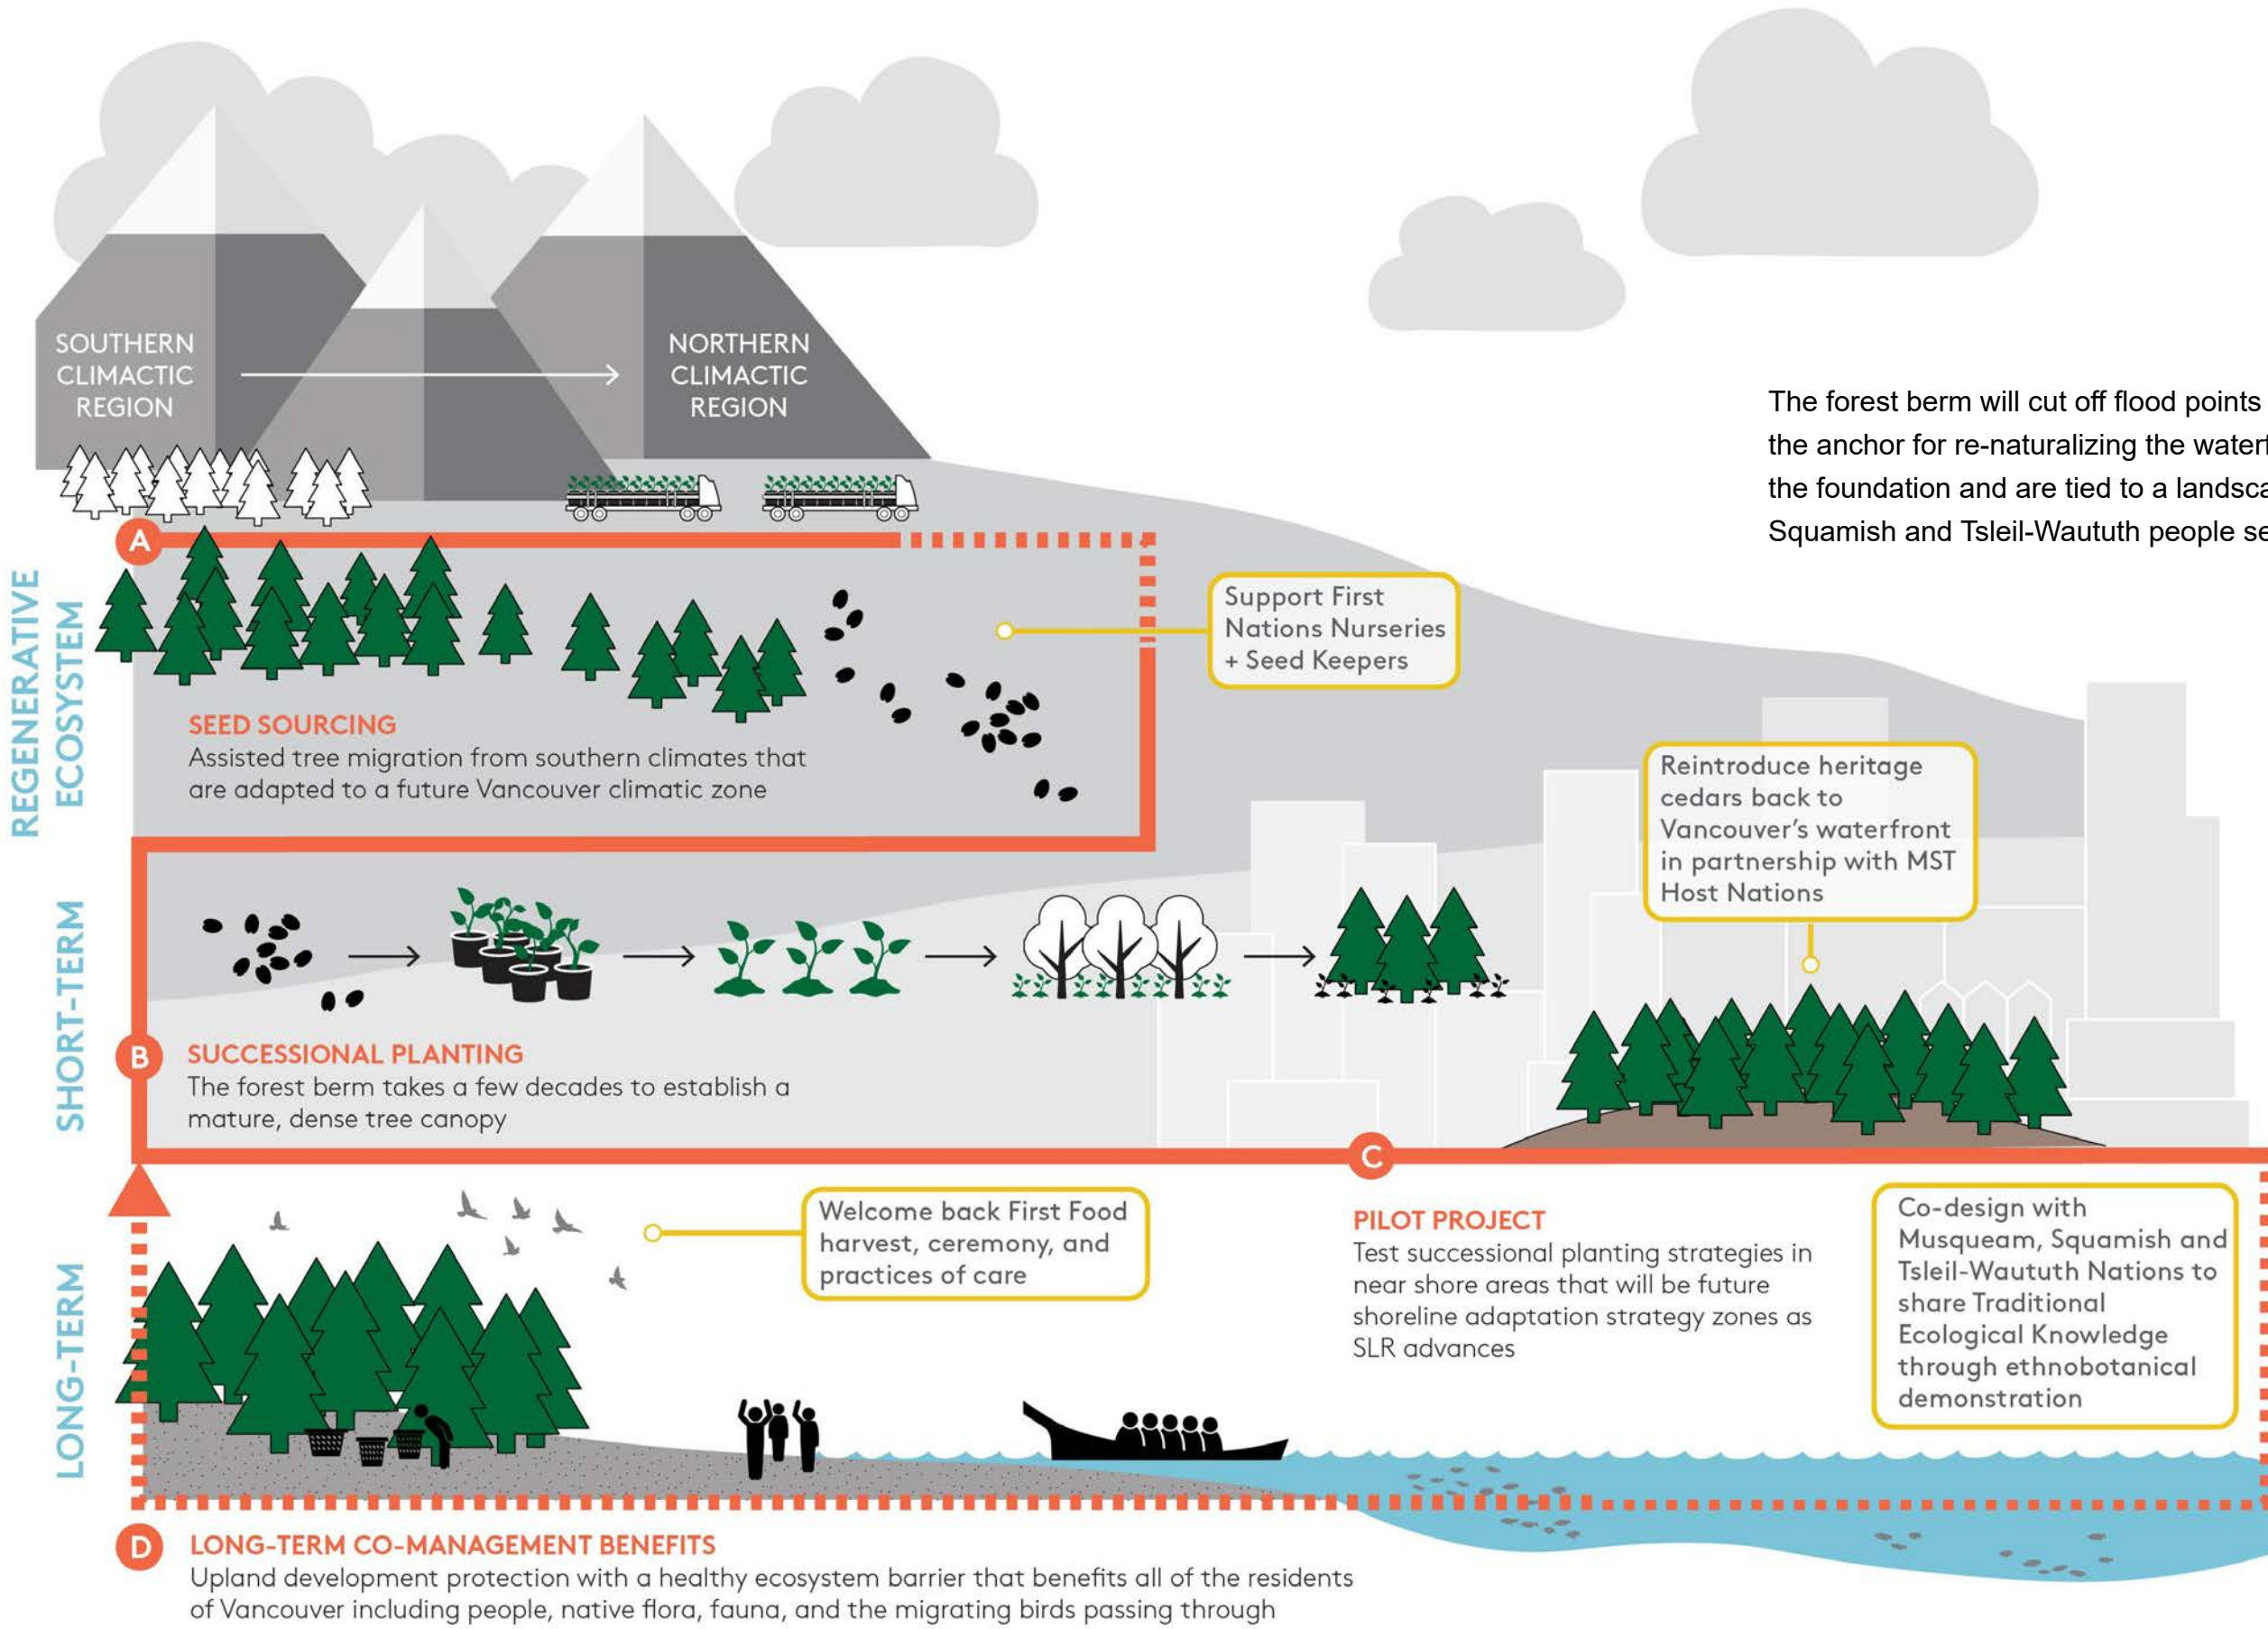 SOUTHERN
CLIMACTIC
REGION
NORTHERN
CLIMACTIC
REGION
The forest berm will cut off flood points
the anchor for re-naturalizing the
the foundation and are tied to a
Squamish and Tsleil-Waututh people
A
REGENERATIVE
ECOSYSTEM
Support First
Nations Nurseries
+ Seed Keepers
SEED SOURCING
Assisted tree migration from southern climates that
are adapted to a future Vancouver climatic zone
Reintroduce heritage
cedars back to
Vancouver's waterfront
in partnership with MST
Host Nations
SHORT-TERM
B
SUCCESSIONAL PLANTING
The forest berm takes a few decades to establish a
mature, dense tree canopy
C
PILOT PROJECT
Test successional planting strategies in
near shore areas that will be future
shoreline adaptation strategy zones as
SLR advances
Co-design with
Musqueam, Squamish and
Tsleil-Waututh Nations to
share Traditional
Ecological Knowledge
through ethnobotanical
demonstration
LONG-TERM
Welcome back First Food
harvest, ceremony, and
practices of care
D
LONG-TERM CO-MANAGEMENT BENEFITS
Upland development protection with a healthy ecosystem barrier that benefits all of the residents
of Vancouver including people, native flora, fauna, and the migrating birds passing through